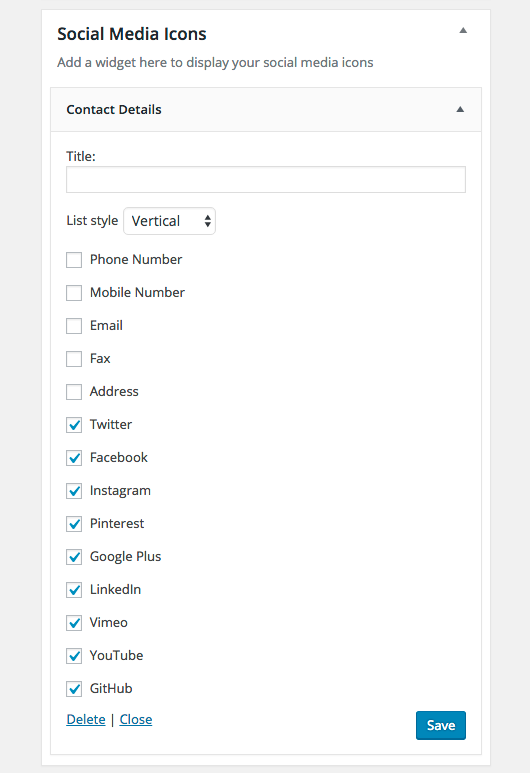 Social Media Icons
Add a widget here to display your social media icons
Contact Details
Title:
List style Vertical
Phone Number
Mobile Number
Email
Fax
Address
Twitter
Facebook
Instagram
Pinterest
Google Plus
LinkedIn
Vimeo
YouTube
GitHub
Delete | Close Save